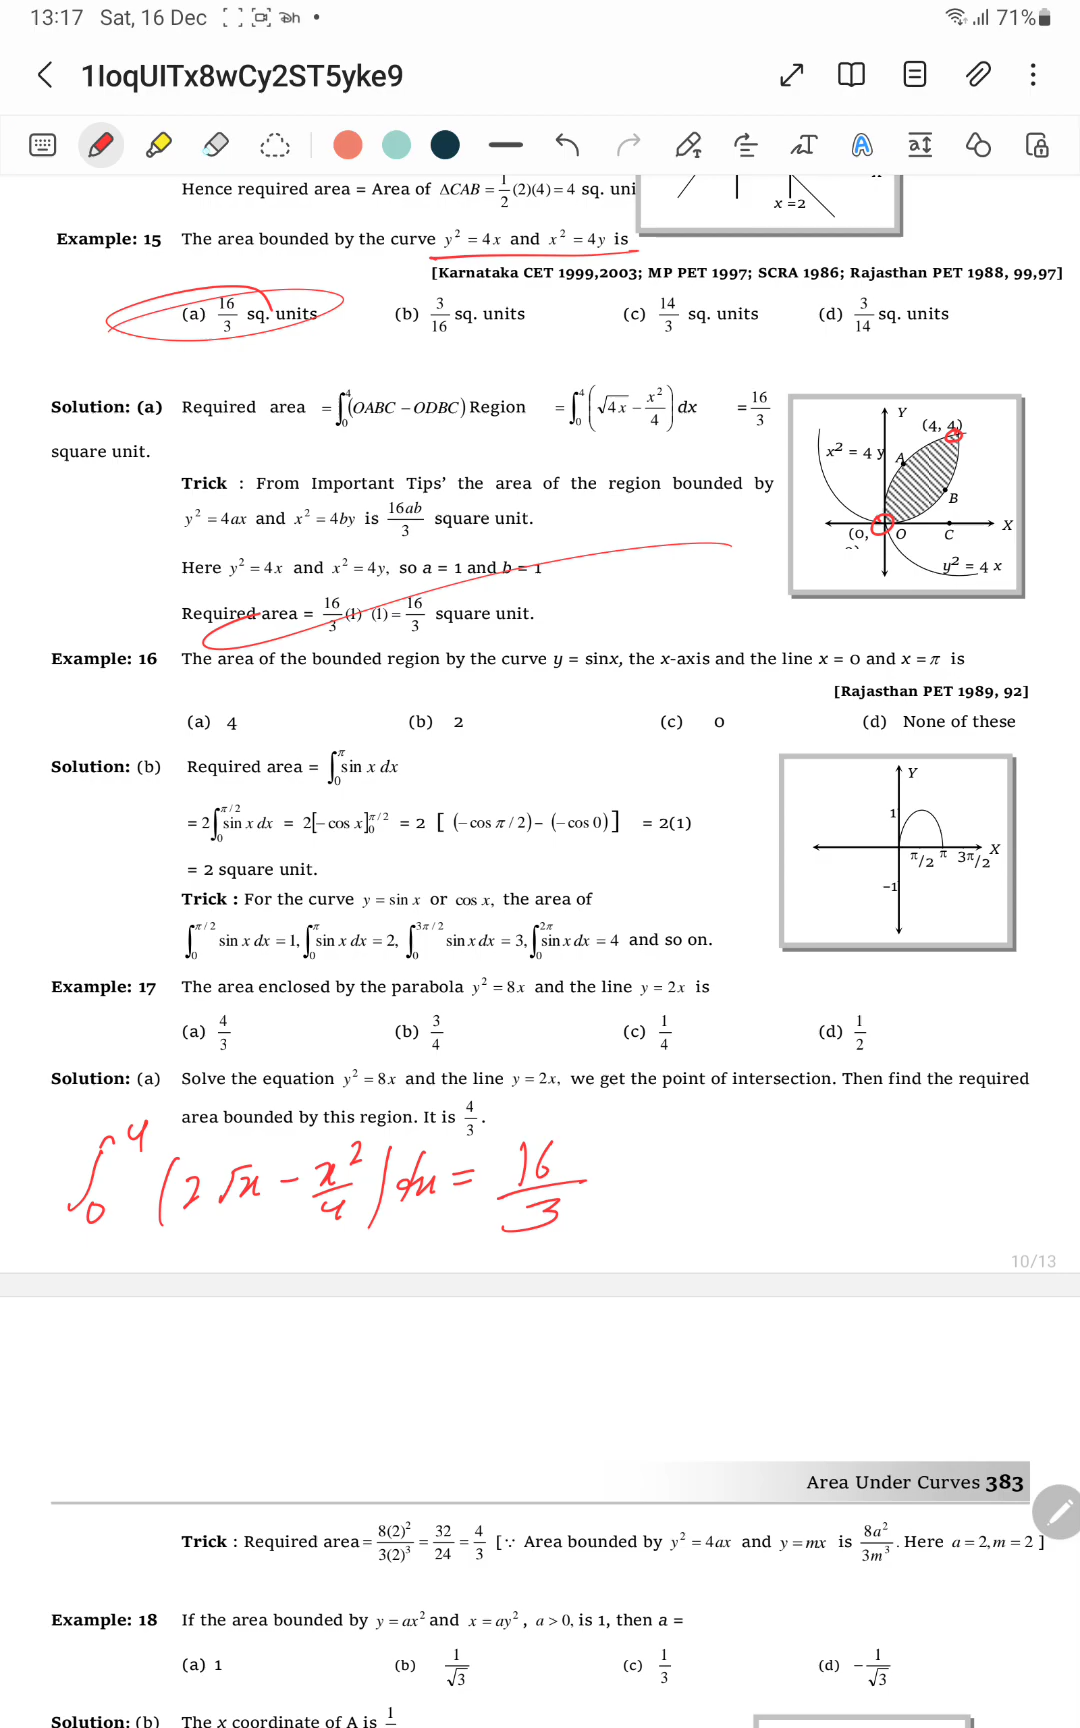 13:17 Sat, 16 Dec
71%
1IoqUITx8wCy2ST5yke9
Hence required area = Area of ΔCAB = 1/2 (2)(4) = 4 sq. uni
x = 2
Example: 15 The area bounded by the curve y² = 4x and x² = 4y is
[Karnataka CET 1999,2003; MP PET 1997; SCRA 1986; Rajasthan PET 1988, 99,97]
(a) 16/3 sq. units (b) 3/16 sq. units (c) 14/3 sq. units (d) 3/14 sq. units
Solution: (a) Required area = ∫₀⁴ (OABC – ODBC) Region = ∫₀⁴ (√4x – x²/4) dx = 16/3
square unit.
Y
(4, 4)
x² = 4 y
A
B
(0,
O
C
X
y² = 4 x
Trick : From Important Tips' the area of the region bounded by
y² = 4ax and x² = 4by is 16ab/3 square unit.
Here y² = 4x and x² = 4y, so a = 1 and b = 1
Required area = 16/3 (1) (1) = 16/3 square unit.
Example: 16 The area of the bounded region by the curve y = sinx, the x-axis and the line x = 0 and x = π is
[Rajasthan PET 1989, 92]
(a) 4 (b) 2 (c) 0 (d) None of these
Solution: (b) Required area = ∫₀^π sin x dx
= 2∫₀^(π/2) sin x dx = 2[–cos x]₀^(π/2) = 2 [ (–cos π/2) – (–cos 0) ] = 2(1)
= 2 square unit.
Y
1
π/2 π 3π/2 X
–1
Trick : For the curve y = sin x or cos x, the area of
∫₀^(π/2) sin x dx = 1, ∫₀^π sin x dx = 2, ∫₀^(3π/2) sin x dx = 3, ∫₀^(2π) sin x dx = 4 and so on.
Example: 17 The area enclosed by the parabola y² = 8x and the line y = 2x is
(a) 4/3 (b) 3/4 (c) 1/4 (d) 1/2
Solution: (a) Solve the equation y² = 8x and the line y = 2x, we get the point of intersection. Then find the required
area bounded by this region. It is 4/3.
∫₀⁴ (2√x – x²/4) dx = 16/3
10/13
Area Under Curves 383
Trick : Required area = 8(2)²/3(2)³ = 32/24 = 4/3 [∵ Area bounded by y² = 4ax and y = mx is 8a²/3m³. Here a = 2, m = 2 ]
Example: 18 If the area bounded by y = ax² and x = ay², a > 0, is 1, then a =
(a) 1 (b) 1/√3 (c) 1/3 (d) –1/√3
Solution: (b) The x coordinate of A is 1